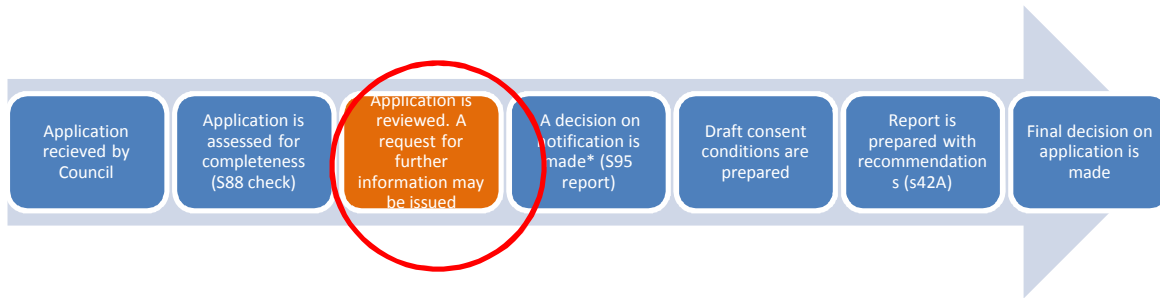 Application
recieved by
Council
Application is
assessed for
completeness
(S88 check)
Application is
reviewed. A
request for
further
information may
be issued
A decision on
notification is
made* (S95
report)
Draft consent
conditions are
prepared
Report is
prepared with
recommendation
s (s42A)
Final decision on
application is
made